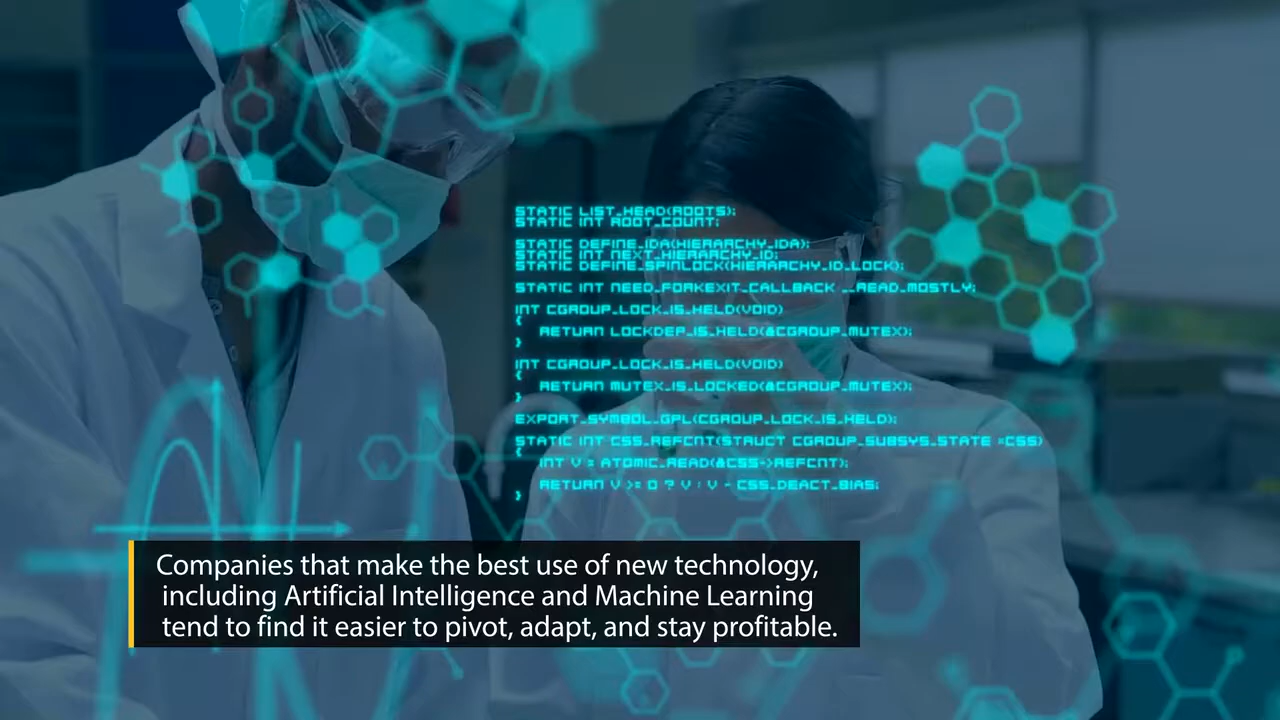 STATIC LIST_HEAD(ROOTS);
STATIC INT ROOT_COUNT;
STATIC DEFINE_IDA(HIERARCHY_IDA);
STATIC INT NEXT_HIERARCHY_ID;
STATIC DEFINE_SPINLOCK(HIERARCHY_ID_LOCK);
STATIC INT NEED_FORKEXIT_CALLBACK __READ_MOSTLY;
INT CGROUP_LOCK_IS_HELD(VOID)
{
RETURN LOCKDEP_IS_HELD(&CGROUP_MUTEX);
}
INT CGROUP_LOCK_IS_HELD(VOID)
{
RETURN MUTEX_IS_LOCKED(&CGROUP_MUTEX);
}
EXPORT_SYMBOL_GPL(CGROUP_LOCK_IS_HELD);
STATIC INT CSS_REFCNT(STRUCT CGROUP_SUBSYS_STATE *CSS)
{
INT V = ATOMIC_READ(&CSS->REFCNT);
RETURN V >= 0 ? V : V - CSS_DEACT_BIAS;
}
Companies that make the best use of new technology,
including Artificial Intelligence and Machine Learning
tend to find it easier to pivot, adapt, and stay profitable.